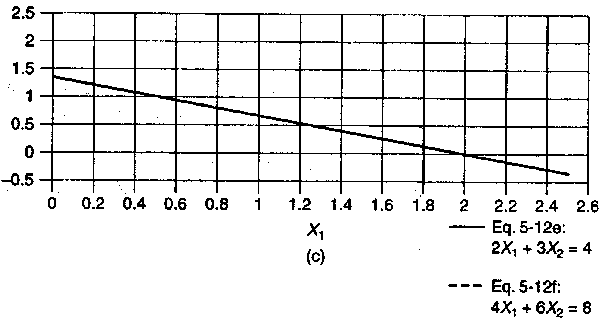 2.5
2
1.5
1
0.5
0
–0.5
0 0.2 0.4 0.6 0.8 1 1.2 1.4 1.6 1.8 2 2.2 2.4 2.6
X1
(c)
Eq. 5-12e:
2X1 + 3X2 = 4
Eq. 5-12f:
4X1 + 6X2 = 8